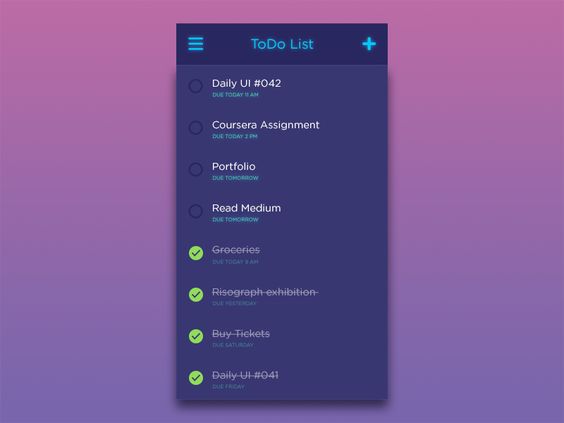 ToDo List
Daily UI #042
DUE TODAY 11 AM
Coursera Assignment
DUE TODAY 2 PM
Portfolio
DUE TOMORROW
Read Medium
DUE TOMORROW
Groceries
DUE TODAY 9 AM
Risograph exhibition
DUE YESTERDAY
Buy Tickets
DUE SATURDAY
Daily UI #041
DUE FRIDAY